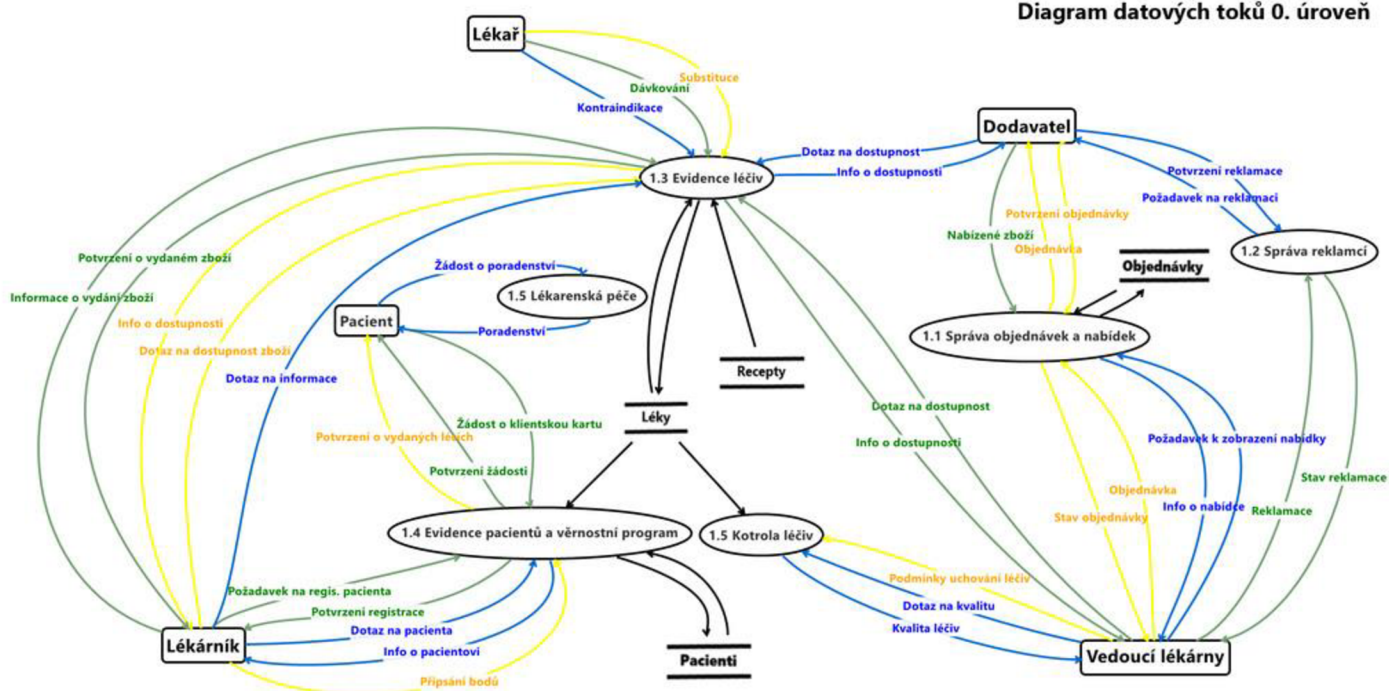 Diagram datových toků 0. úroveň
Lékař
Substituce
Dávkování
Kontraindikace
Dodavatel
Dotaz na dostupnost
Info o dostupnosti
1.3 Evidence léčiv
Potvrzení reklamace
Požadavek na reklamaci
Potvrzení objednávky
Nabízené zboží
Objednávka
1.2 Správa reklamcí
Objednávky
Potvrzení o vydaném zboží
Informace o vydání zboží
Žádost o poradenství
1.5 Lékarenská péče
Pacient
Poradenství
Info o dostupnosti
Dotaz na dostupnost zboží
Dotaz na informace
1.1 Správa objednávek a nabídek
Recepty
Léky
Dotaz na dostupnost
Info o dostupnosti
Žádost o klientskou kartu
Potvrzení o vydaných lécích
Potvrzení žádosti
Požadavek k zobrazení nabídky
Stav reklamace
Objednávka
Info o nabídce
Reklamace
Stav objednávky
1.4 Evidence pacientů a věrnostní program
1.5 Kotrola léčiv
Podmínky uchování léčiv
Dotaz na kvalitu
Kvalita léčiv
Požadavek na regis. pacienta
Potvrzení registrace
Dotaz na pacienta
Info o pacientovi
Připsání bodů
Lékárník
Pacienti
Vedoucí lékárny